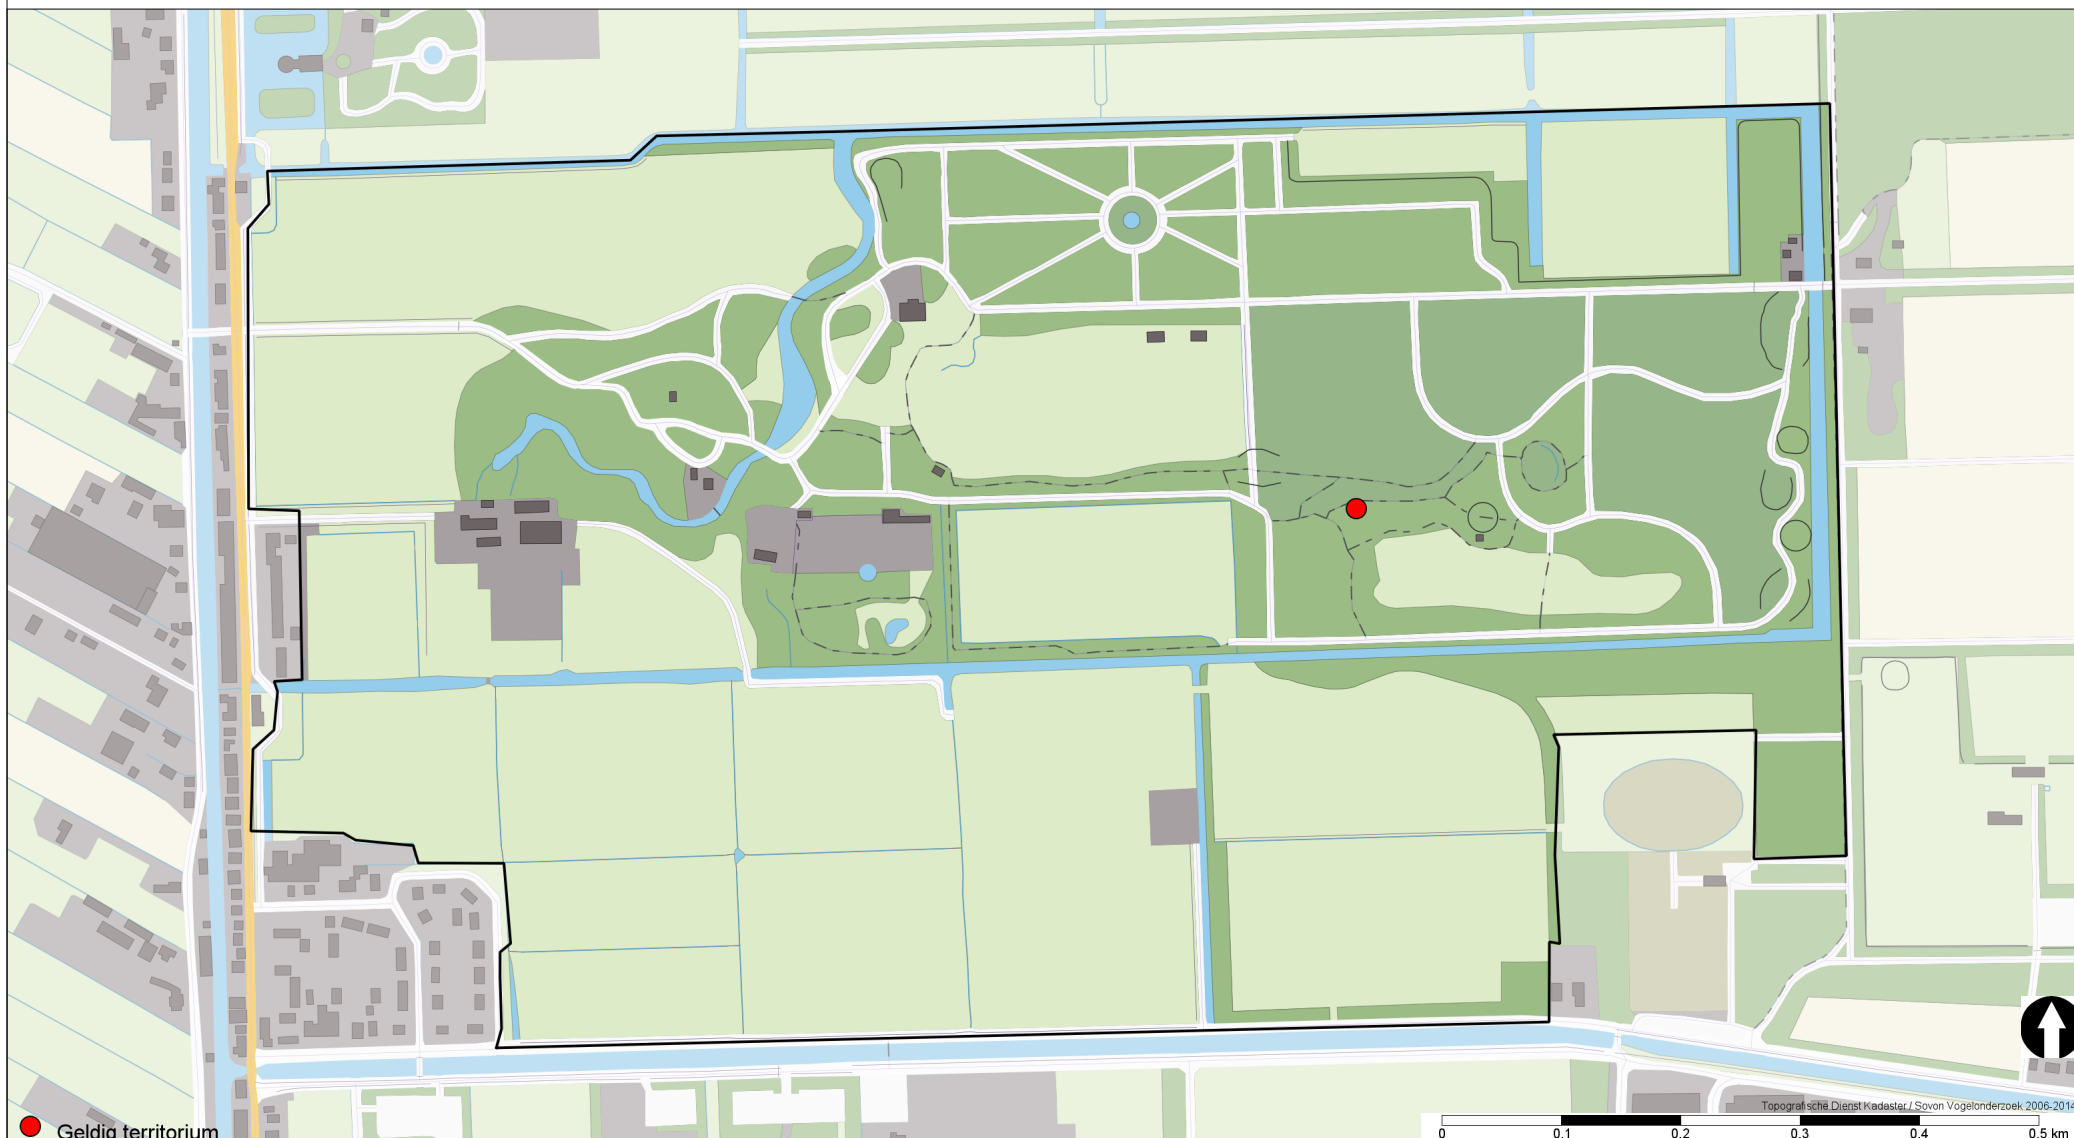 Topografische Dienst Kadaster / Sovon Vogelonderzoek 2006-2014
Geldig territorium
0 0.1 0.2 0.3 0.4 0.5 km